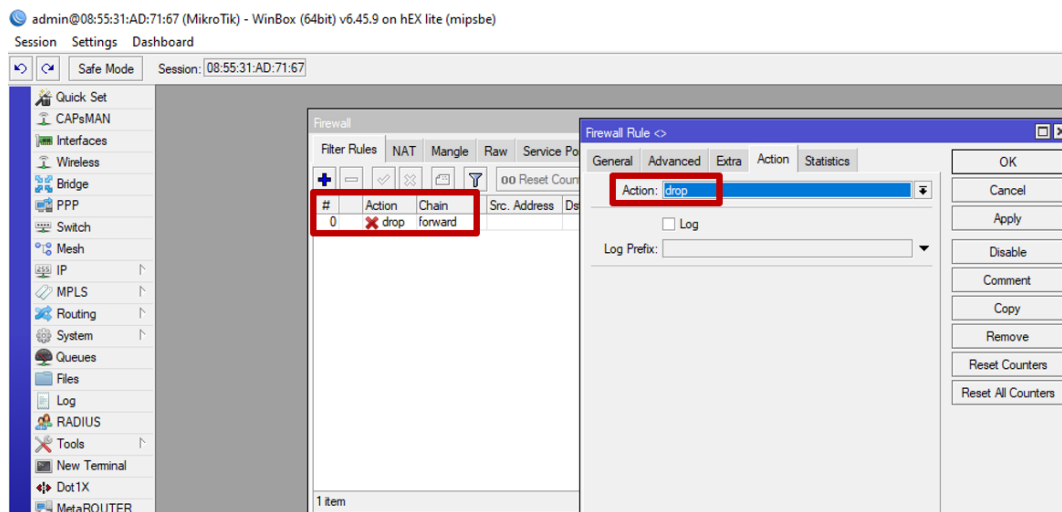 admin@08:55:31:AD:71:67 (MikroTik) - WinBox (64bit) v6.45.9 on hEX lite (mipsbe)
Session Settings Dashboard
Safe Mode Session: 08:55:31:AD:71:67
Quick Set
CAPsMAN
Interfaces
Wireless
Bridge
PPP
Switch
Mesh
IP
MPLS
Routing
System
Queues
Files
Log
RADIUS
Tools
New Terminal
Dot1X
MetaROUTER
Firewall
Filter Rules NAT Mangle Raw Service Po
00 Reset Coun
# Action Chain Src. Address Ds
0 drop forward
1 item
Firewall Rule <>
General Advanced Extra Action Statistics
Action: drop
Log
Log Prefix:
OK
Cancel
Apply
Disable
Comment
Copy
Remove
Reset Counters
Reset All Counters